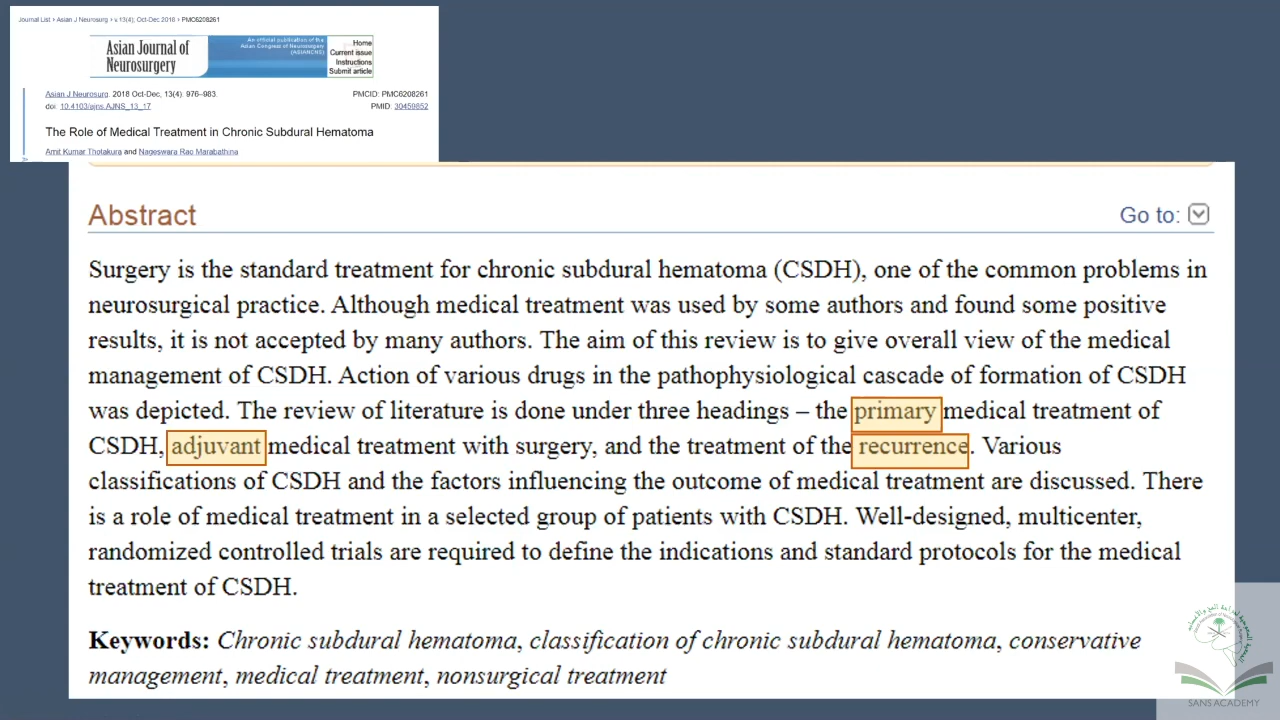 Journal List › Asian J Neurosurg › v.13(4); Oct-Dec 2018 › PMC6208261
Asian Journal of
Neurosurgery
An official publication of the
Asian Congress of Neurosurgery
(ASIANCNS)
Home
Current issue
Instructions
Submit article
Asian J Neurosurg. 2018 Oct-Dec; 13(4): 976–983.
PMCID: PMC6208261
doi: 10.4103/ajns.AJNS_13_17
PMID: 30459852
The Role of Medical Treatment in Chronic Subdural Hematoma
Amit Kumar Thotakura and Nageswara Rao Marabathina
Abstract
Go to:
Surgery is the standard treatment for chronic subdural hematoma (CSDH), one of the common problems in
neurosurgical practice. Although medical treatment was used by some authors and found some positive
results, it is not accepted by many authors. The aim of this review is to give overall view of the medical
management of CSDH. Action of various drugs in the pathophysiological cascade of formation of CSDH
was depicted. The review of literature is done under three headings – the primary medical treatment of
CSDH, adjuvant medical treatment with surgery, and the treatment of the recurrence. Various
classifications of CSDH and the factors influencing the outcome of medical treatment are discussed. There
is a role of medical treatment in a selected group of patients with CSDH. Well-designed, multicenter,
randomized controlled trials are required to define the indications and standard protocols for the medical
treatment of CSDH.
Keywords: Chronic subdural hematoma, classification of chronic subdural hematoma, conservative
management, medical treatment, nonsurgical treatment
SANS ACADEMY